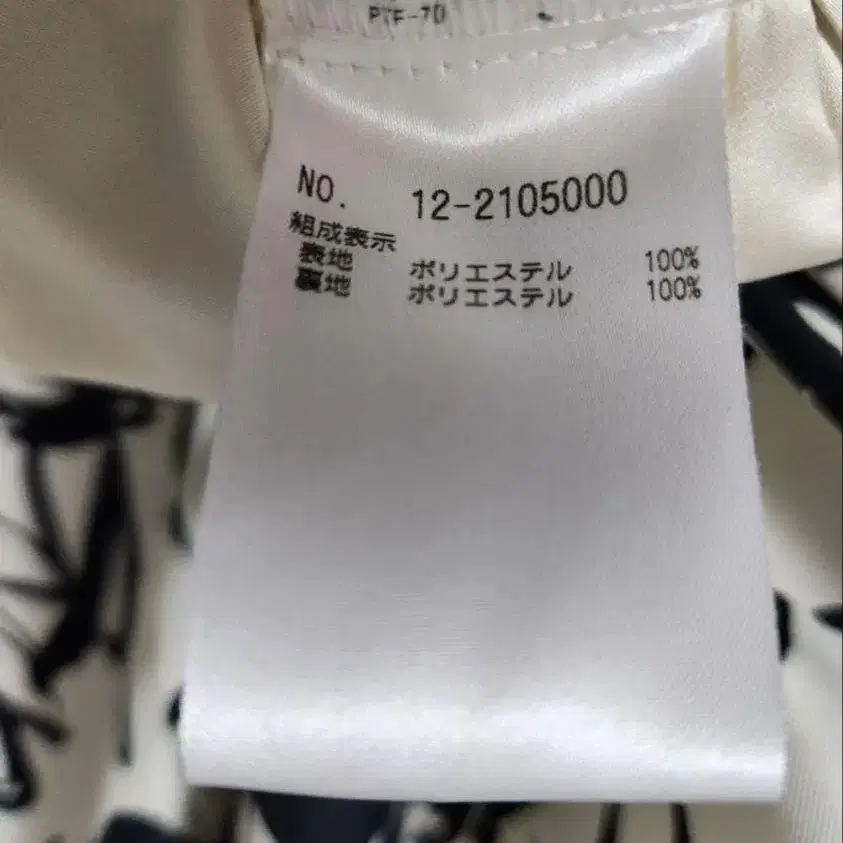 NO. 12-2105000
組成表示
表地 ポリエステル 100%
裏地 ポリエステル 100%